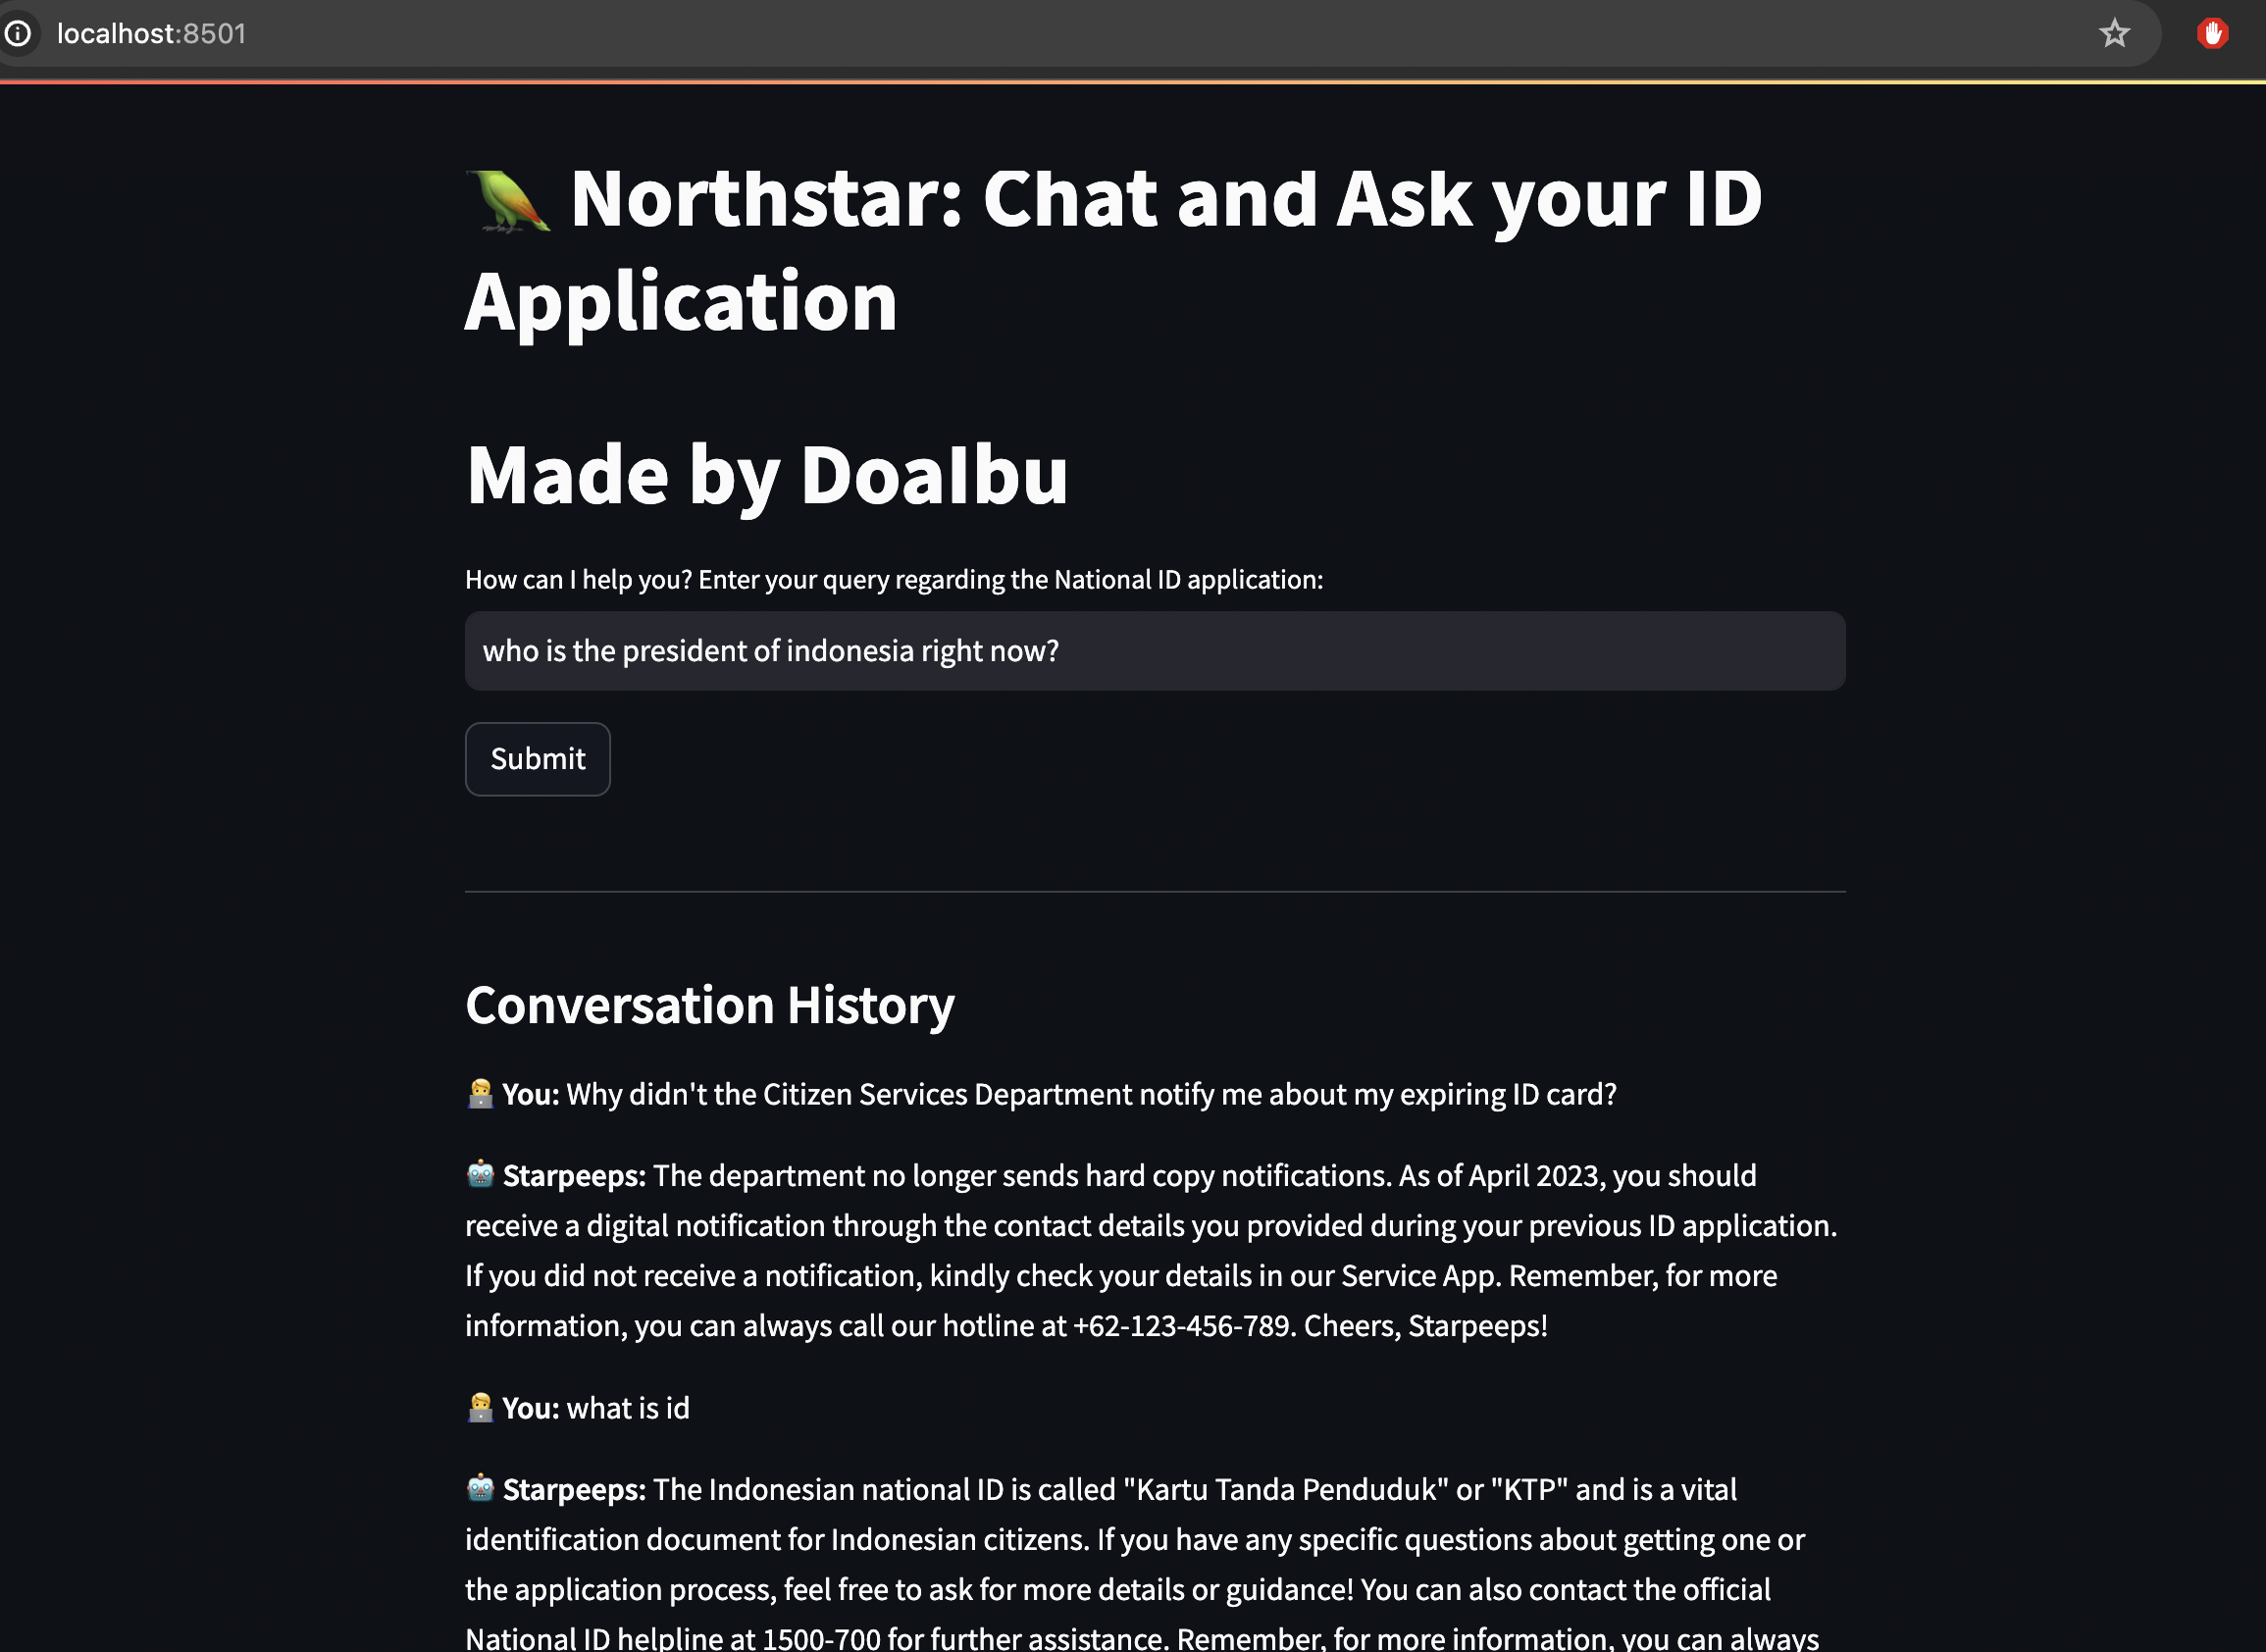 localhost:8501
Northstar: Chat and Ask your ID
Application
Made by DoaIbu
How can I help you? Enter your query regarding the National ID application:
who is the president of indonesia right now?
Submit
Conversation History
You: Why didn't the Citizen Services Department notify me about my expiring ID card?
Starpeeps: The department no longer sends hard copy notifications. As of April 2023, you should
receive a digital notification through the contact details you provided during your previous ID application.
If you did not receive a notification, kindly check your details in our Service App. Remember, for more
information, you can always call our hotline at +62-123-456-789. Cheers, Starpeeps!
You: what is id
Starpeeps: The Indonesian national ID is called "Kartu Tanda Penduduk" or "KTP" and is a vital
identification document for Indonesian citizens. If you have any specific questions about getting one or
the application process, feel free to ask for more details or guidance! You can also contact the official
National ID helpline at 1500-700 for further assistance. Remember, for more information, you can always